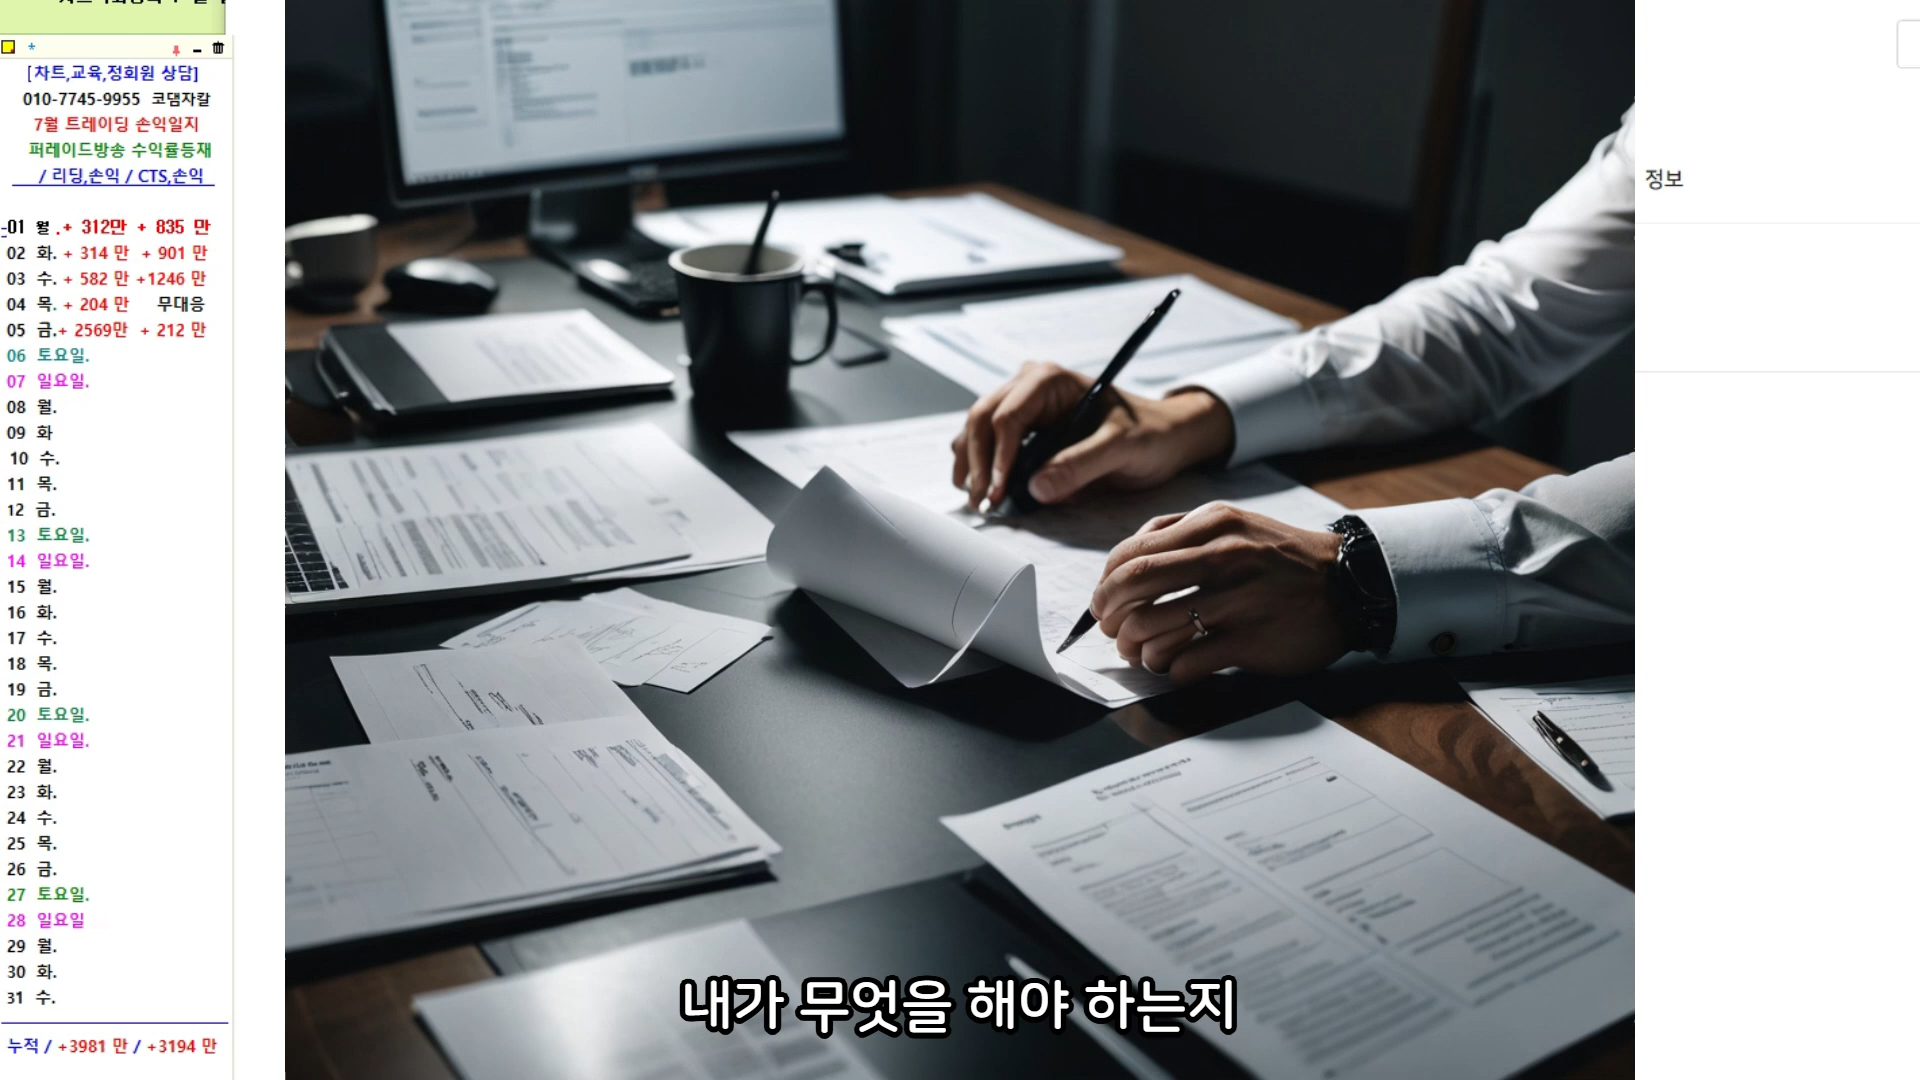 [차트,교육,정회원 상담]
010-7745-9955 코댐자칼
7월 트레이딩 손익일지
퍼레이드방송 수익률등재
/ 리딩,손익 / CTS,손익
-01 월 .+ 312만 + 835 만
02 화. + 314 만 + 901 만
03 수. + 582 만 +1246 만
04 목. + 204 만 무대응
05 금.+ 2569만 + 212 만
06 토요일.
07 일요일.
08 월.
09 화
10 수.
11 목.
12 금.
13 토요일.
14 일요일.
15 월.
16 화.
17 수.
18 목.
19 금.
20 토요일.
21 일요일.
22 월.
23 화.
24 수.
25 목.
26 금.
27 토요일.
28 일요일
29 월.
30 화.
31 수.
누적 / +3981 만 / +3194 만
정보
내가 무엇을 해야 하는지